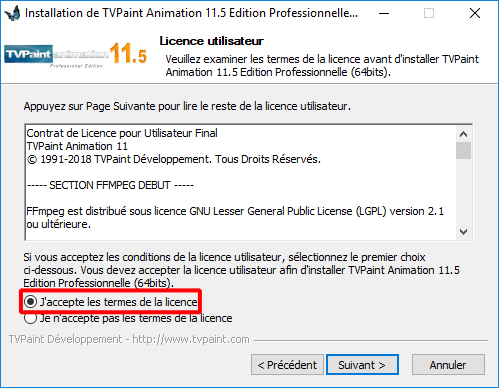 Installation de TVPaint Animation 11.5 Edition Professionnelle...
TVPaint animation 11.5
Professional Edition
Licence utilisateur
Veuillez examiner les termes de la licence avant d'installer TVPaint
Animation 11.5 Edition Professionnelle (64bits).
Appuyez sur Page Suivante pour lire le reste de la licence utilisateur.
Contrat de Licence pour Utilisateur Final
TVPaint Animation 11
© 1991-2018 TVPaint Développement. Tous Droits Réservés.
----- SECTION FFMPEG DEBUT -----
FFmpeg est distribué sous licence GNU Lesser General Public License (LGPL) version 2.1
ou ultérieure.
Si vous acceptez les conditions de la licence utilisateur, sélectionnez le premier choix
ci-dessous. Vous devez accepter la licence utilisateur afin d'installer TVPaint Animation 11.5
Edition Professionnelle (64bits).
J'accepte les termes de la licence
Je n'accepte pas les termes de la licence
TVPaint Développement - http://www.tvpaint.com
< Précédent Suivant > Annuler